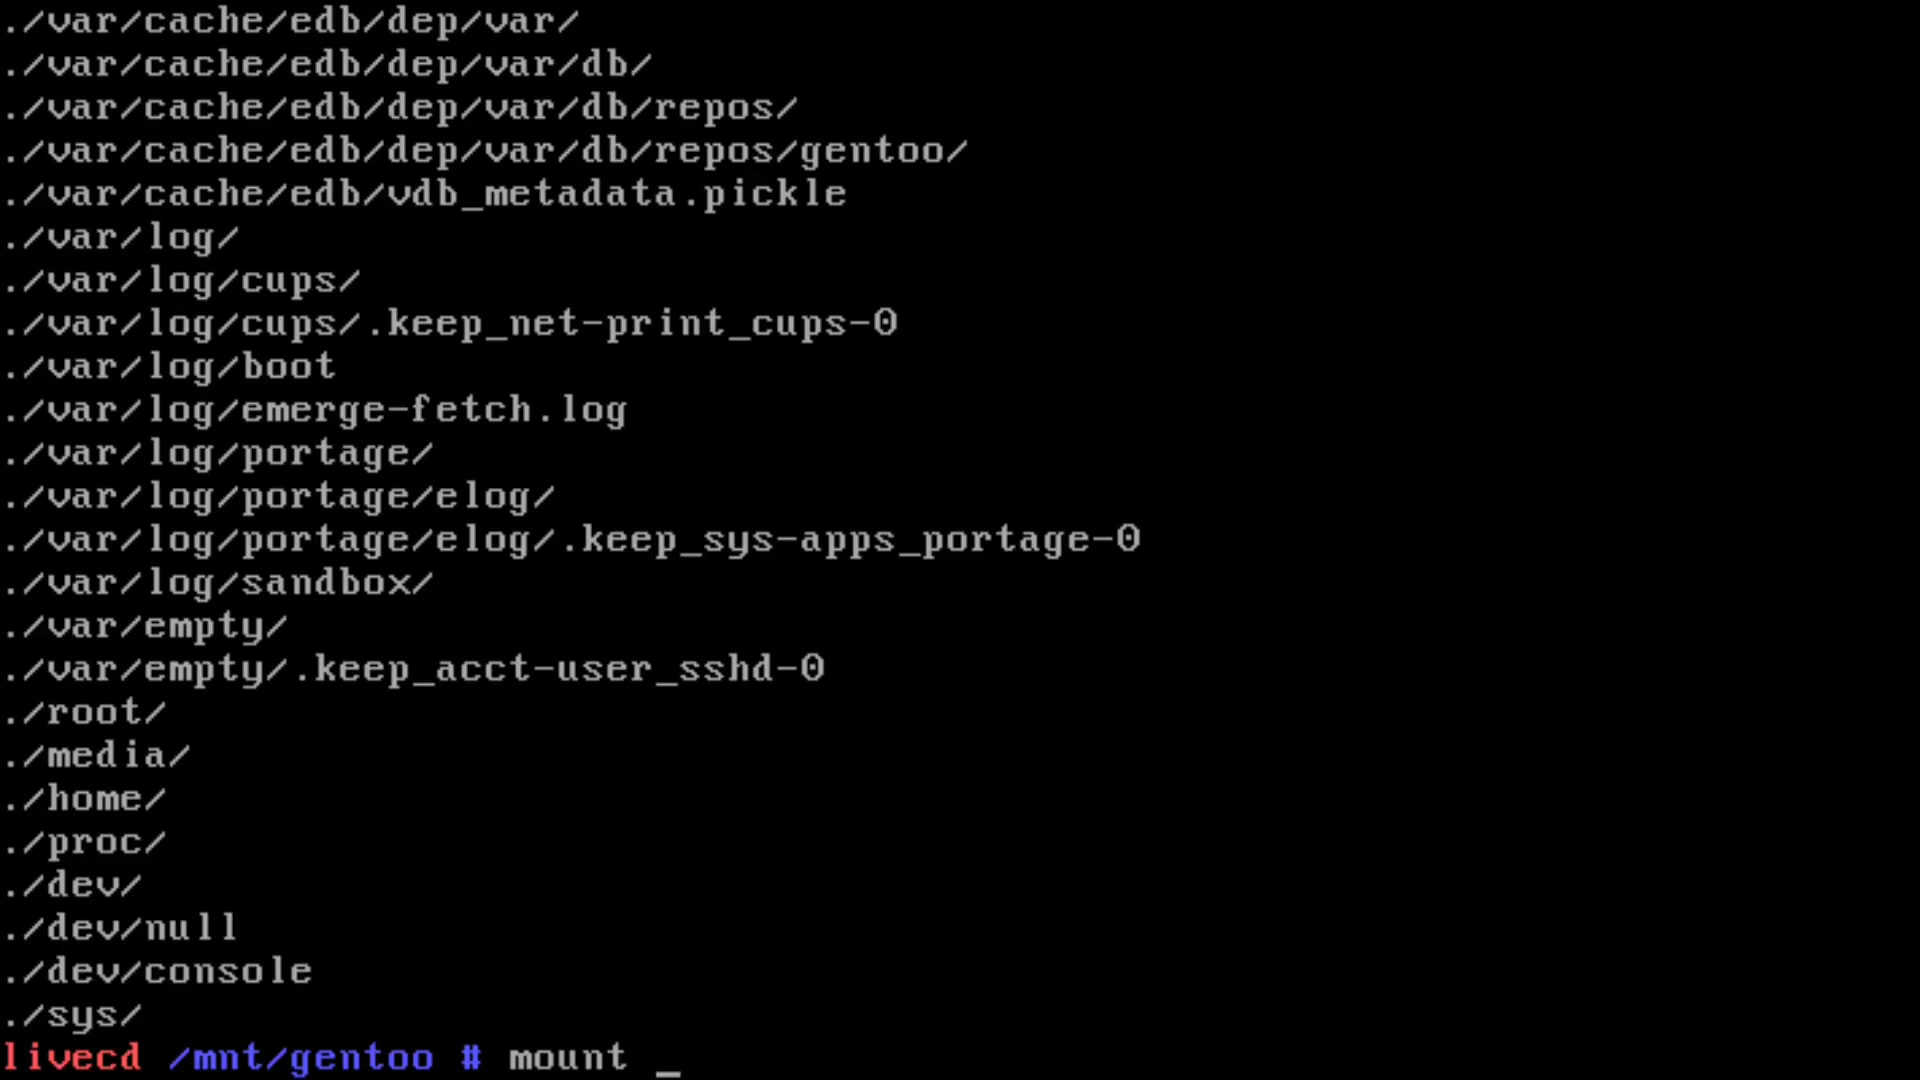 ./var/cache/edb/dep/var/
./var/cache/edb/dep/var/db/
./var/cache/edb/dep/var/db/repos/
./var/cache/edb/dep/var/db/repos/gentoo/
./var/cache/edb/vdb_metadata.pickle
./var/log/
./var/log/cups/
./var/log/cups/.keep_net-print_cups-0
./var/log/boot
./var/log/emerge-fetch.log
./var/log/portage/
./var/log/portage/elog/
./var/log/portage/elog/.keep_sys-apps_portage-0
./var/log/sandbox/
./var/empty/
./var/empty/.keep_acct-user_sshd-0
./root/
./media/
./home/
./proc/
./dev/
./dev/null
./dev/console
./sys/
livecd /mnt/gentoo # mount _